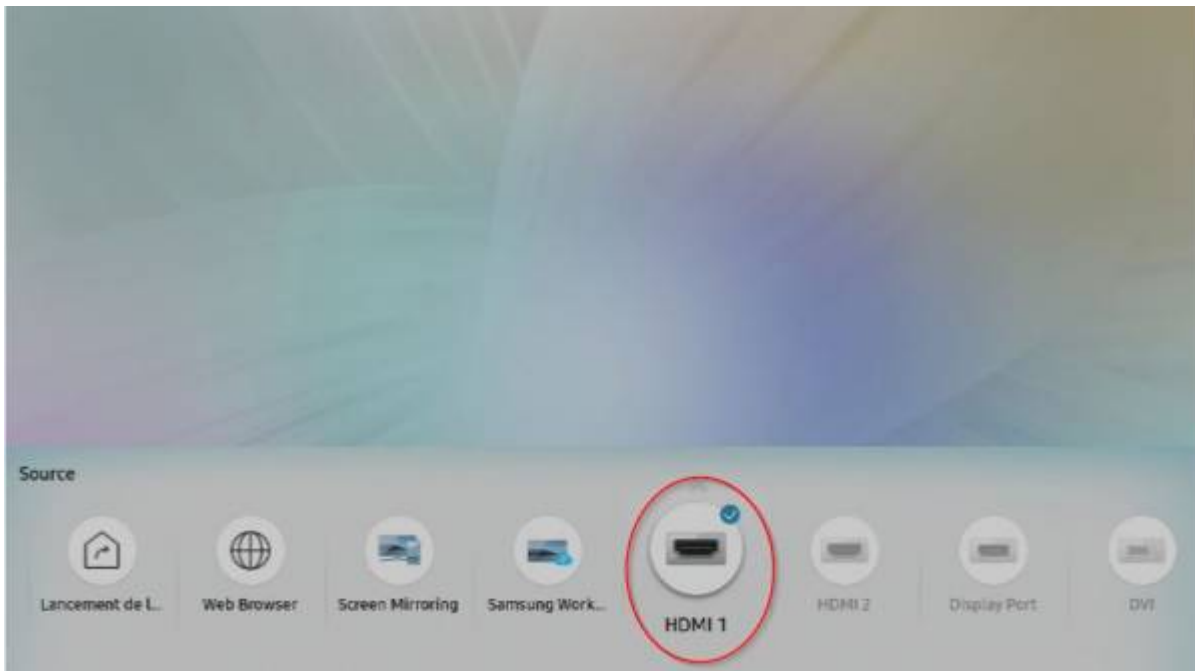 Source
Lancement de l...
Web Browser
Screen Mirroring
Samsung Work...
HDMI 1
HDMI 2
Display Port
DVI